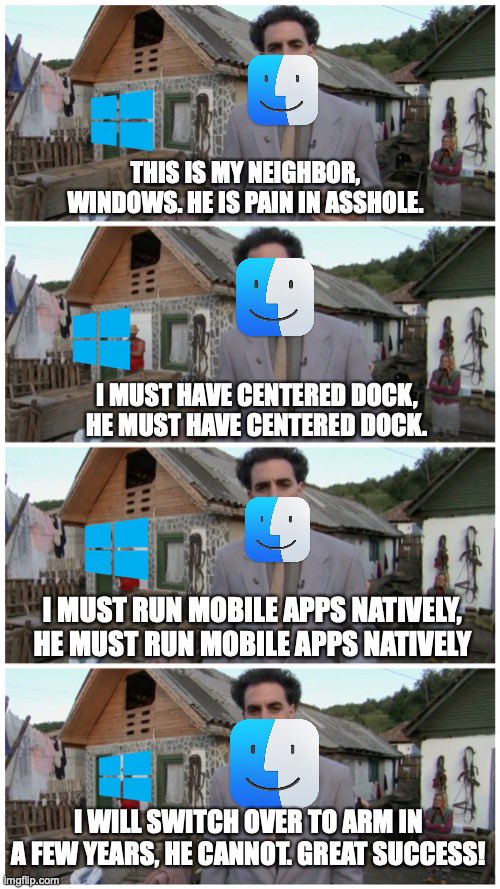 THIS IS MY NEIGHBOR,
WINDOWS. HE IS PAIN IN ASSHOLE.
I MUST HAVE CENTERED DOCK,
HE MUST HAVE CENTERED DOCK.
I MUST RUN MOBILE APPS NATIVELY,
HE MUST RUN MOBILE APPS NATIVELY
I WILL SWITCH OVER TO ARM IN
A FEW YEARS, HE CANNOT. GREAT SUCCESS!
imgflip.com